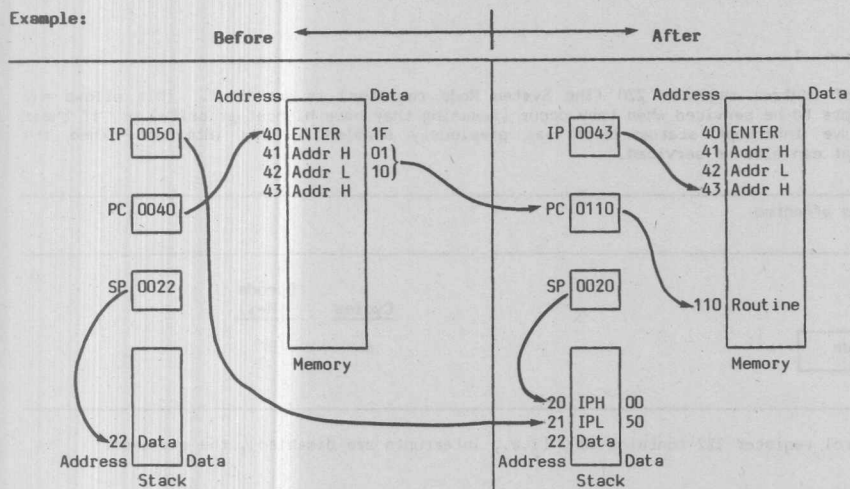 Example:
Before
After
Address Data
IP 0050
40 ENTER 1F
41 Addr H 01
42 Addr L 10
43 Addr H
PC 0040
SP 0022
Memory
22 Data
Address Data
Stack
Address Data
IP 0043
40 ENTER
41 Addr H
42 Addr L
43 Addr H
PC 0110
SP 0020
110 Routine
Memory
20 IPH 00
21 IPL 50
22 Data
Address Data
Stack